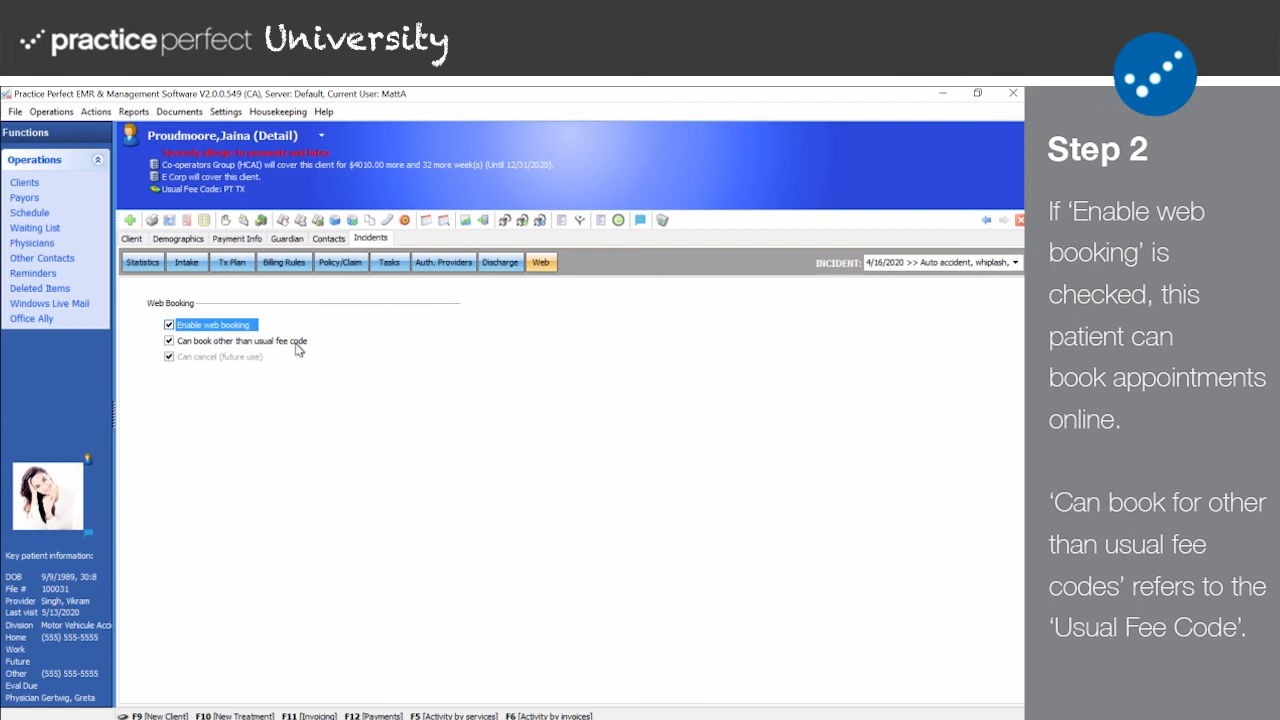 practiceperfect University
Practice Perfect EMR & Management Software V2.0.0.549 (CA), Server: Default, Current User: MattA
File Operations Actions Reports Documents Settings Housekeeping Help
Functions
Operations
Clients
Payors
Schedule
Waiting List
Physicians
Other Contacts
Reminders
Deleted Items
Windows Live Mail
Office Ally
Proudmoore,Jaina (Detail)
Severely allergic to peanuts and latex
Co-operators Group (HCAI) will cover this client for $4010.00 more and 32 more week(s) (Until 12/31/2020).
E Corp will cover this client.
Usual Fee Code: PT TX
Client Demographics Payment Info Guardian Contacts Incidents
Statistics Intake Tx Plan Billing Rules Policy/Claim Tasks Auth. Providers Discharge Web INCIDENT: 4/16/2020 >> Auto accident, whiplash,
Web Booking
Enable web booking
Can book other than usual fee code
Can cancel (future use)
Key patient information:
DOB 9/9/1989, 30:8
File # 100031
Provider Singh, Vikram
Last visit 5/13/2020
Division Motor Vehicule Acci
Home (555) 555-5555
Work
Future
Other (555) 555-5555
Eval Due
Physician Gertwig, Greta
F9 [New Client] F10 [New Treatment] F11 [Invoicing] F12 [Payments] F5 [Activity by services] F6 [Activity by invoices]
Step 2
If ‘Enable web
booking’ is
checked, this
patient can
book appointments
online.
‘Can book for other
than usual fee
codes’ refers to the
‘Usual Fee Code’.